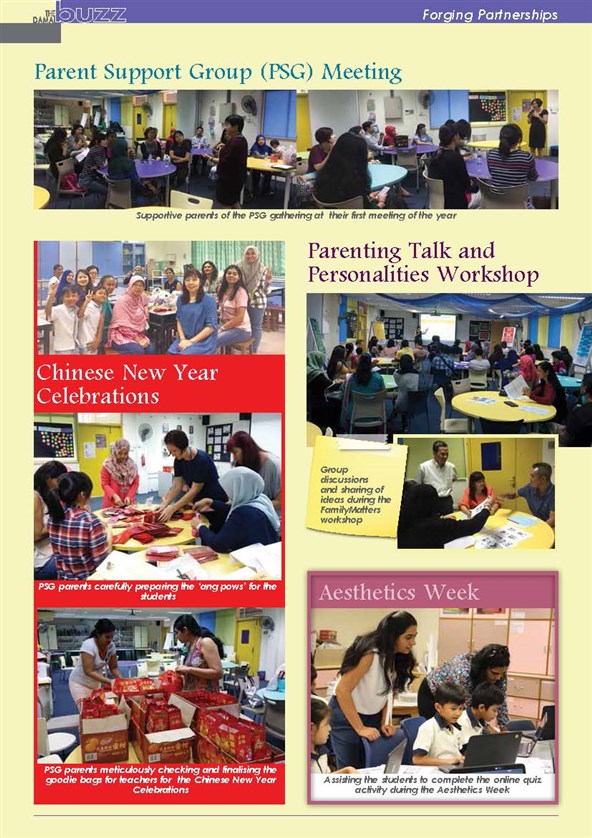 THE
DAMAI
buzz
Forging Partnerships
Parent Support Group (PSG) Meeting
Supportive parents of the PSG gathering at their first meeting of the year
Chinese New Year
Celebrations
PSG parents carefully preparing the 'ang pows' for the
students
PSG parents meticulously checking and finalising the
goodie bags for teachers for the Chinese New Year
Celebrations
Parenting Talk and
Personalities Workshop
Group
discussions
and sharing of
ideas during the
FamilyMatters
workshop
Aesthetics Week
Assisting the students to complete the online quiz
activity during the Aesthetics Week